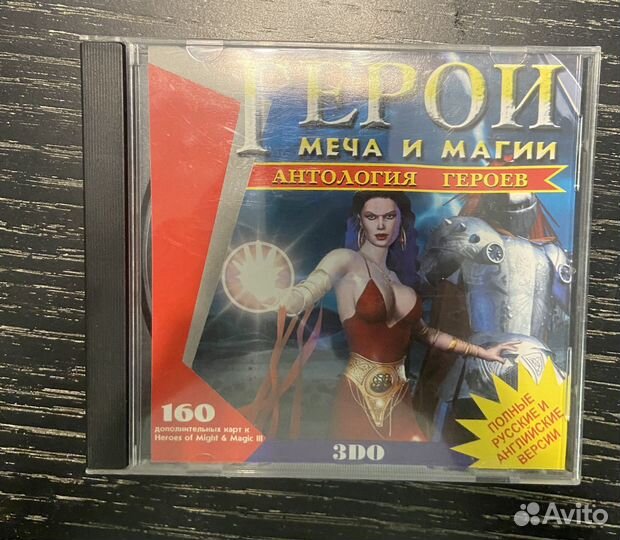 ГЕРОИ
МЕЧА И МАГИИ
АНТОЛОГИЯ ГЕРОЕВ
160
дополнительных карт к
Heroes of Might & Magic III
3DO
ПОЛНЫЕ
РУССКИЕ И
АНГЛИЙСКИЕ
ВЕРСИИ
Avito